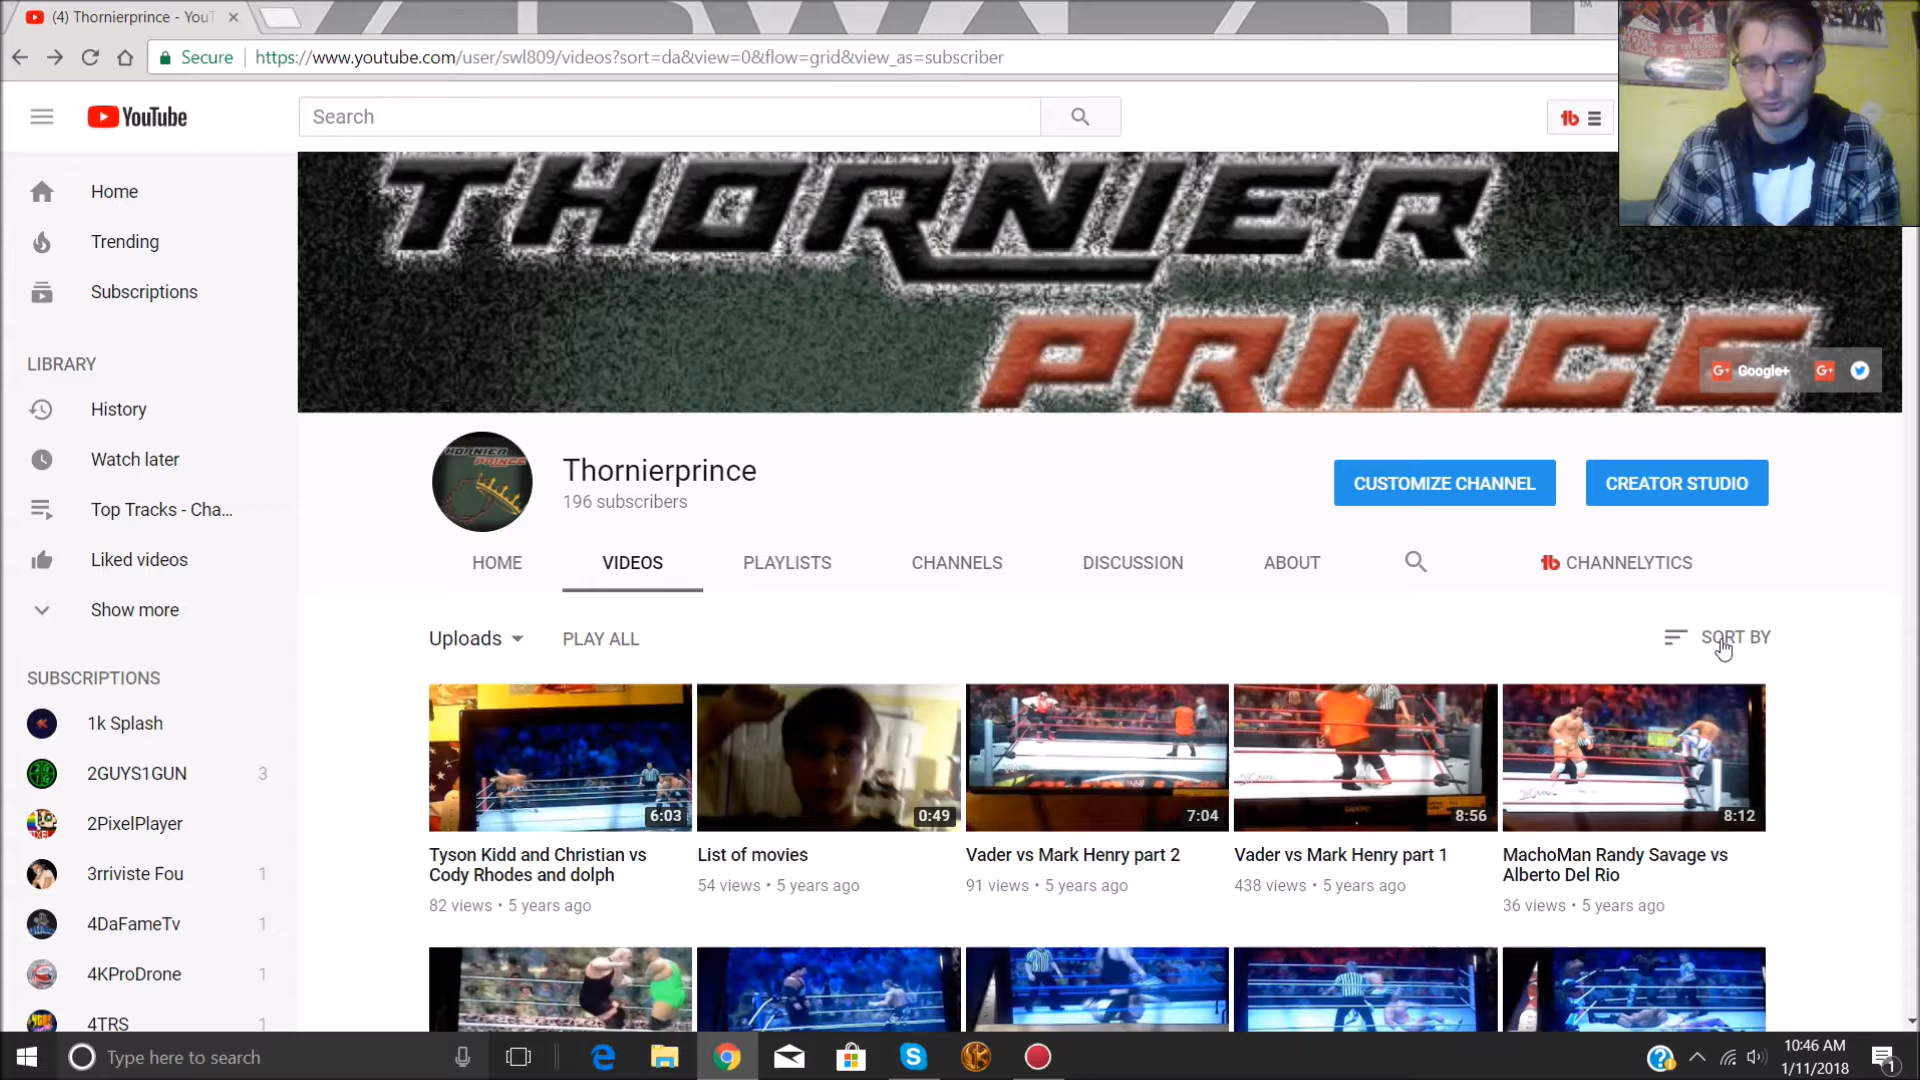 (4) Thornierprince - YouT
Secure
https://www.youtube.com/user/swl809/videos?sort=da&view=0&flow=grid&view_as=subscriber
YouTube
Search
tb
WADE
WILSON
THORNIER
PRINCE
Google+
Home
Trending
Subscriptions
LIBRARY
History
Watch later
Top Tracks - Cha...
Liked videos
Show more
SUBSCRIPTIONS
1k Splash
2GUYS1GUN 3
2PixelPlayer
3rriviste Fou 1
4DaFameTv 1
4KProDrone 1
4TRS 1
Thornierprince
196 subscribers
CUSTOMIZE CHANNEL
CREATOR STUDIO
HOME VIDEOS PLAYLISTS CHANNELS DISCUSSION ABOUT tb CHANNELYTICS
Uploads PLAY ALL SORT BY
6:03 0:49 7:04 8:56 8:12
Tyson Kidd and Christian vs
Cody Rhodes and dolph
82 views • 5 years ago
List of movies
54 views • 5 years ago
Vader vs Mark Henry part 2
91 views • 5 years ago
Vader vs Mark Henry part 1
438 views • 5 years ago
MachoMan Randy Savage vs
Alberto Del Rio
36 views • 5 years ago
Type here to search
10:46 AM
1/11/2018
1